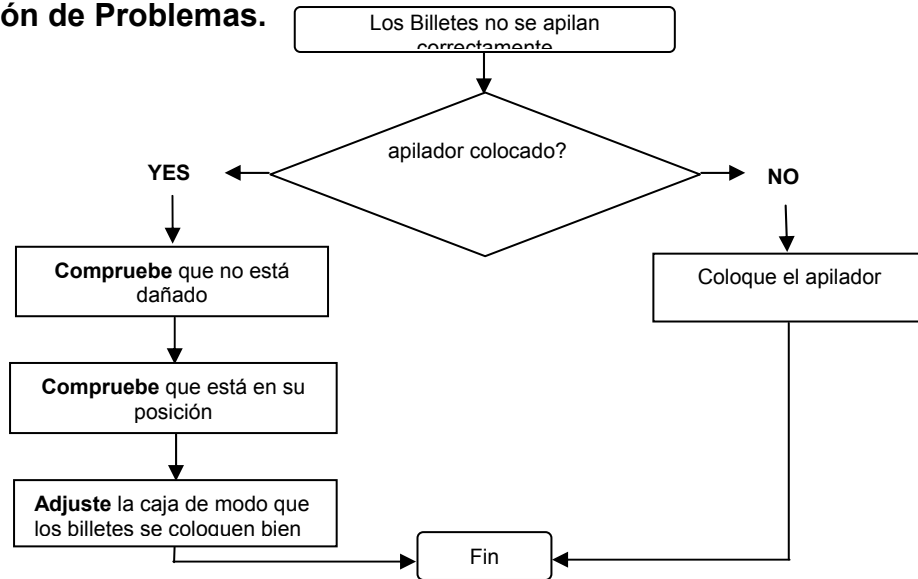 ón de Problemas.
Los Billetes no se apilan
correctamente
apilador colocado?
YES
NO
Compruebe que no está
dañado
Coloque el apilador
Compruebe que está en su
posición
Adjuste la caja de modo que
los billetes se coloquen bien
Fin